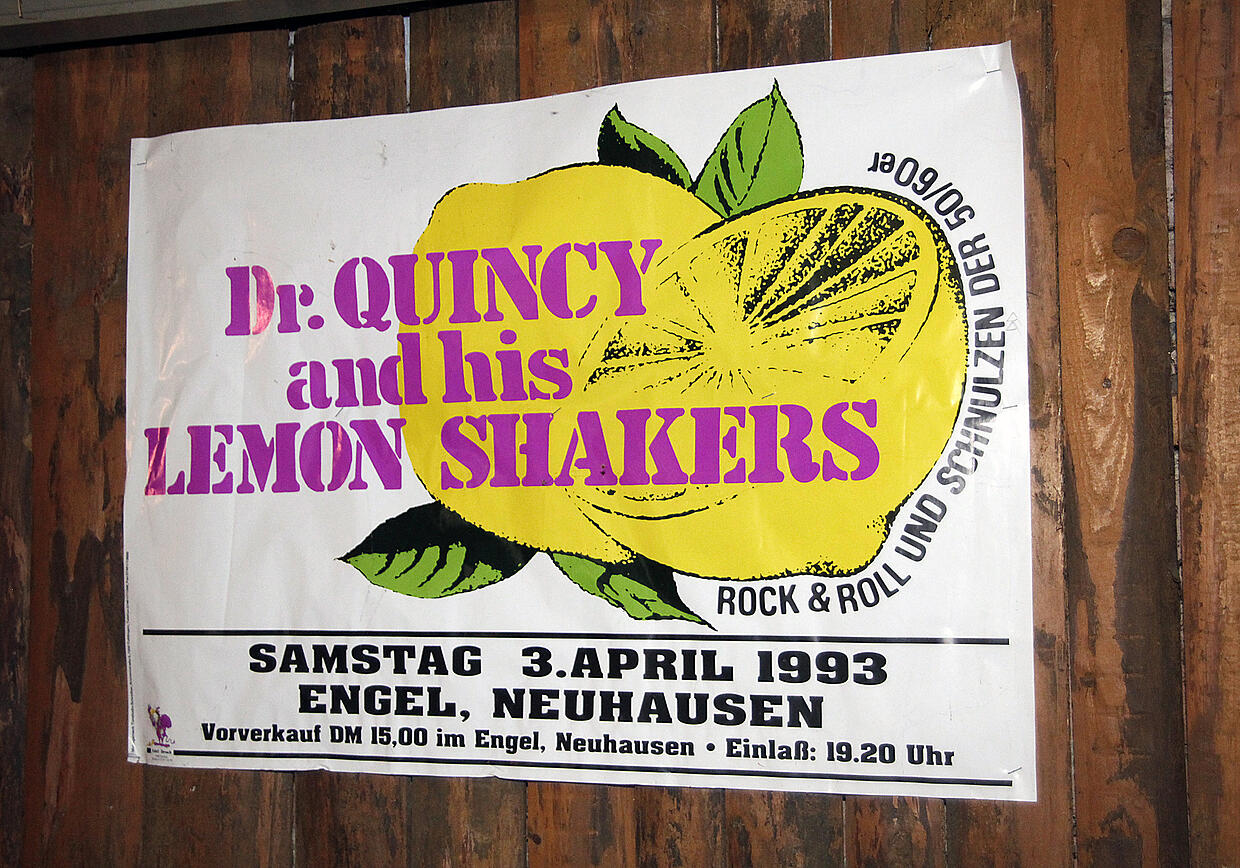 Dr. QUINCY
and his
LEMON SHAKERS
ROCK & ROLL UND SCHNULZEN DER 50/60er
SAMSTAG 3. APRIL 1993
ENGEL, NEUHAUSEN
Vorverkauf DM 15,00 im Engel, Neuhausen • Einlaß: 19.20 Uhr